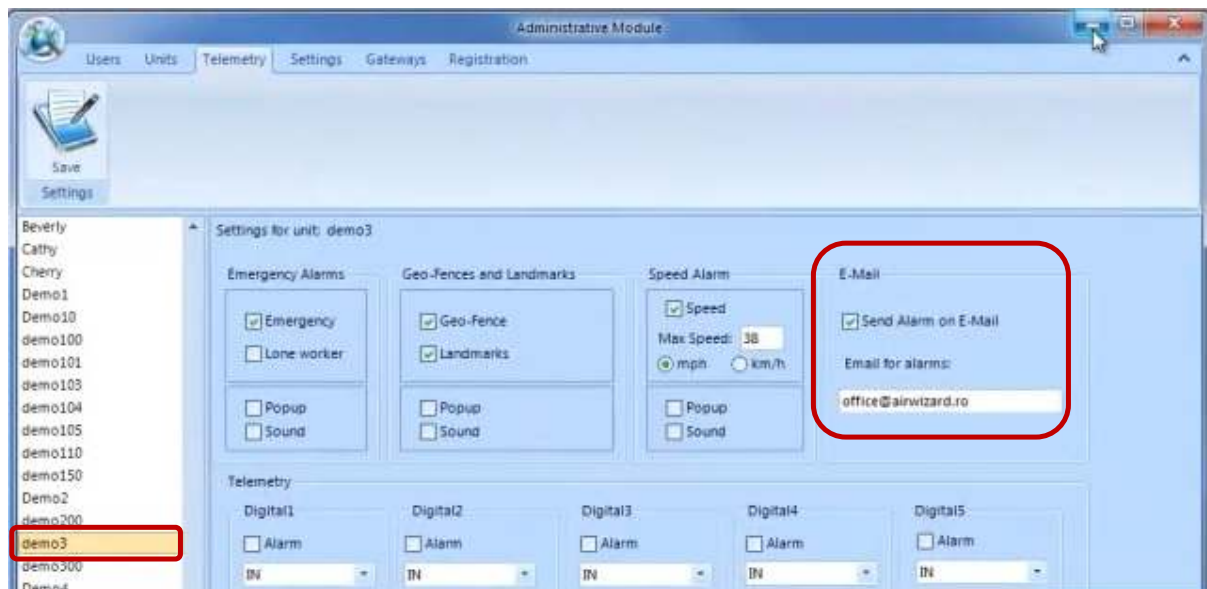 Administrative Module
Users Units Telemetry Settings Gateways Registration
Save
Settings
Beverly
Cathy
Cherry
Demo1
Demo10
demo100
demo101
demo103
demo104
demo105
demo110
demo150
Demo2
demo200
demo3
demo300
Demo4
Settings for unit: demo3
Emergency Alarms
Emergency
Lone worker
Popup
Sound
Geo-Fences and Landmarks
Geo-Fence
Landmarks
Popup
Sound
Speed Alarm
Speed
Max Speed: 38
mph km/h
Popup
Sound
E-Mail
Send Alarm on E-Mail
Email for alarms:
office@airwizard.ro
Telemetry
Digital1 Digital2 Digital3 Digital4 Digital5
Alarm Alarm Alarm Alarm Alarm
IN IN IN IN IN